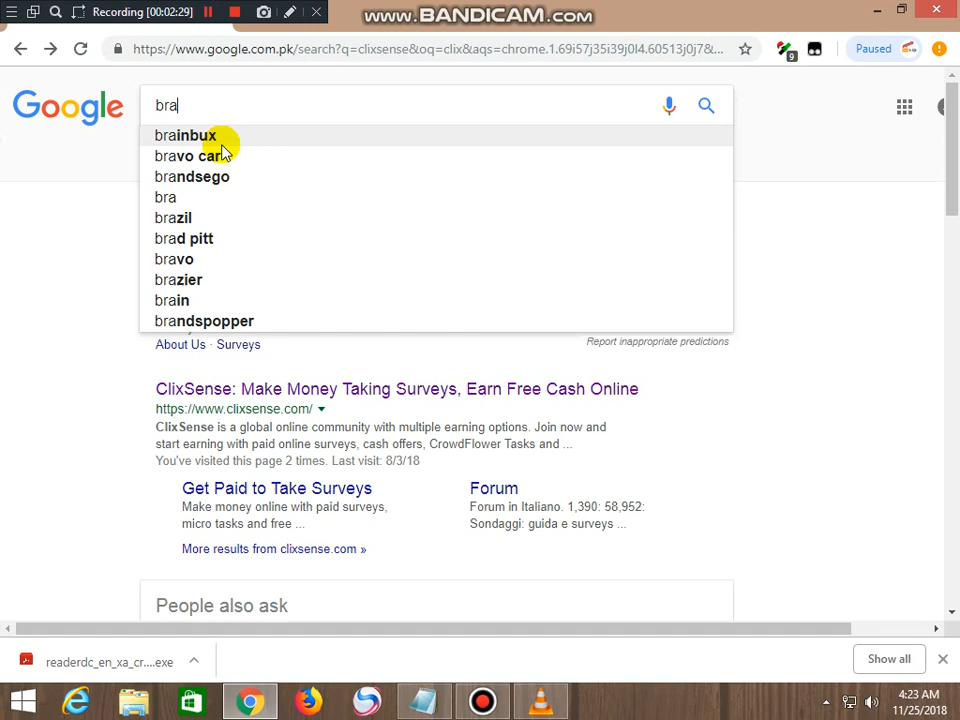 Recording [00:02:29]
www.BANDICAM.com
https://www.google.com.pk/search?q=clixsense&oq=clix&aqs=chrome.1.69i57j35i39j0l4.60513j0j7&...
9
Paused
Google
bra
brainbux
bravo car
brandsego
bra
brazil
brad pitt
bravo
brazier
brain
brandspopper
About Us · Surveys
Report inappropriate predictions
ClixSense: Make Money Taking Surveys, Earn Free Cash Online
https://www.clixsense.com/
ClixSense is a global online community with multiple earning options. Join now and
start earning with paid online surveys, cash offers, CrowdFlower Tasks and ...
You've visited this page 2 times. Last visit: 8/3/18
Get Paid to Take Surveys
Make money online with paid surveys,
micro tasks and free ...
Forum
Forum in Italiano. 1,390: 58,952:
Sondaggi: guida e surveys ...
More results from clixsense.com »
People also ask
readerdc_en_xa_cr....exe
Show all
4:23 AM
11/25/2018